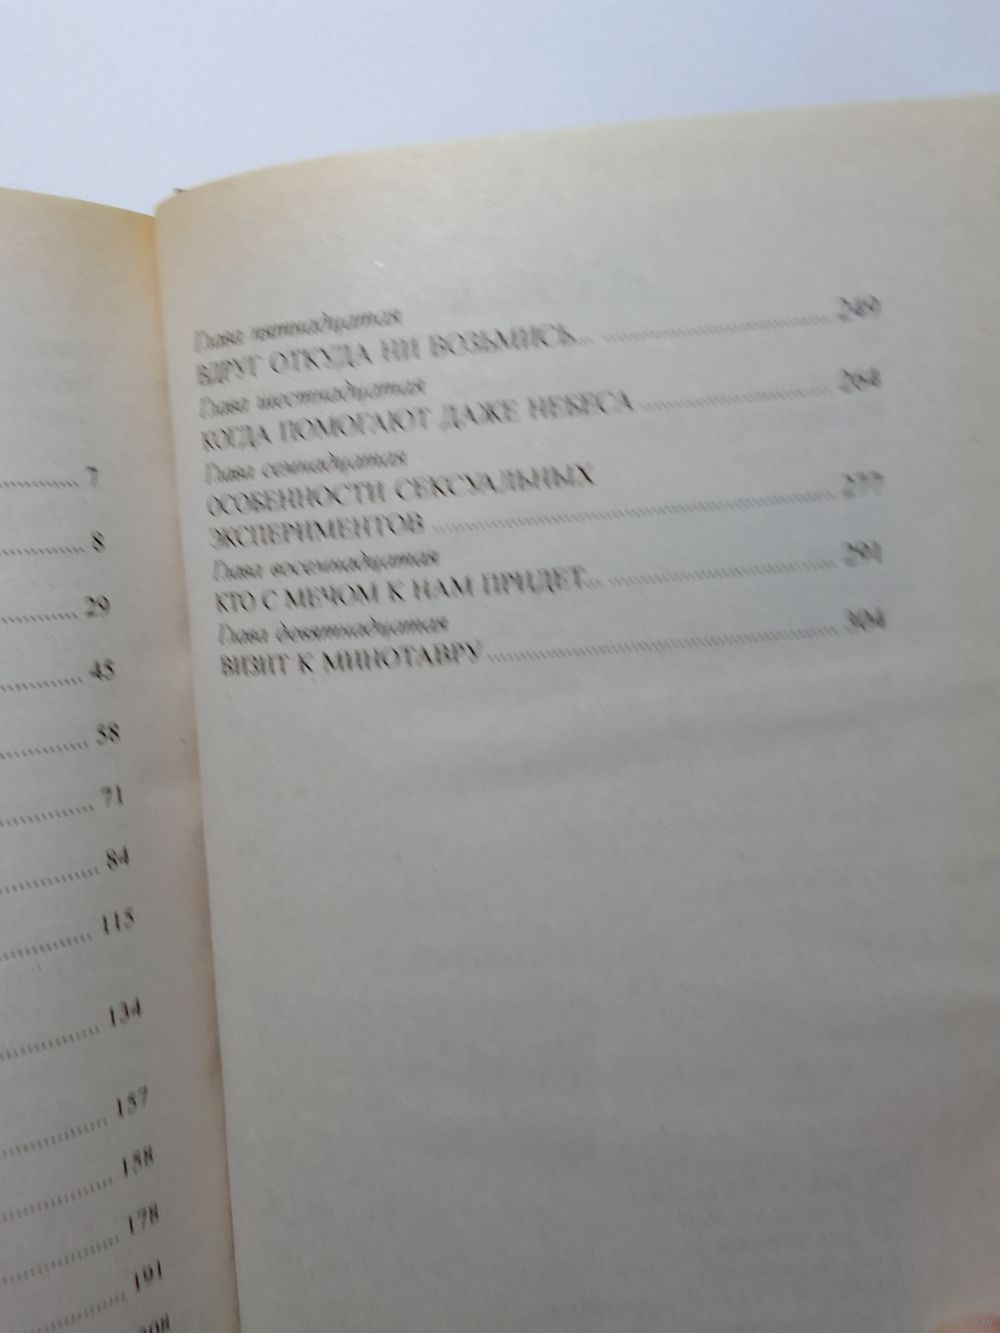 7
8
29
45
58
71
84
115
134
157
158
178
191
Глава пятнадцатая
ВДРУГ ОТКУДА НИ ВОЗЬМИСЬ... 249
Глава шестнадцатая
КОГДА ПОМОГАЮТ ДАЖЕ НЕБЕСА 264
Глава семнадцатая
ОСОБЕННОСТИ СЕКСУАЛЬНЫХ
ЭКСПЕРИМЕНТОВ 277
Глава восемнадцатая
КТО С МЕЧОМ К НАМ ПРИДЕТ... 291
Глава девятнадцатая
ВИЗИТ К МИНОТАВРУ 304